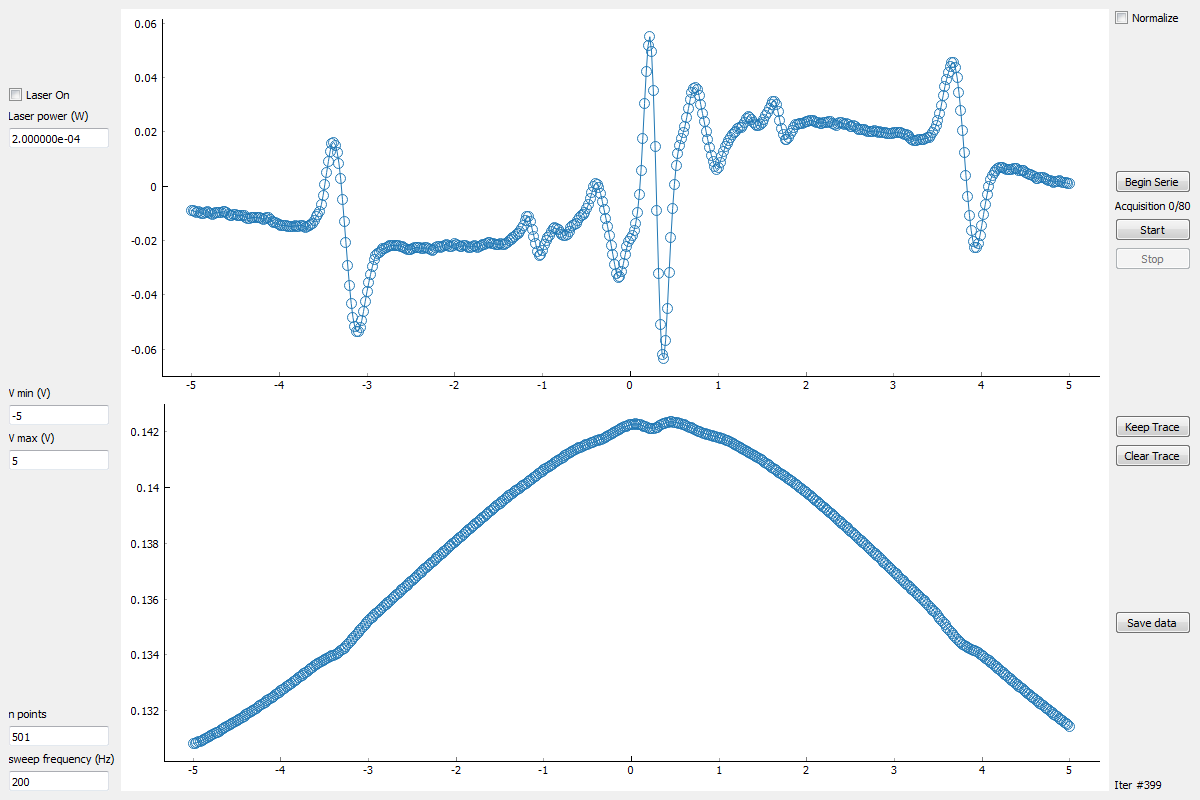 Laser On
Laser power (W)
2.000000e-04
V min (V)
-5
V max (V)
5
n points
501
sweep frequency (Hz)
200
0.06
0.04
0.02
0
-0.02
-0.04
-0.06
-5 -4 -3 -2 -1 0 1 2 3 4 5
0.142
0.14
0.138
0.136
0.134
0.132
-5 -4 -3 -2 -1 0 1 2 3 4 5
Normalize
Begin Serie
Acquisition 0/80
Start
Stop
Keep Trace
Clear Trace
Save data
Iter #399